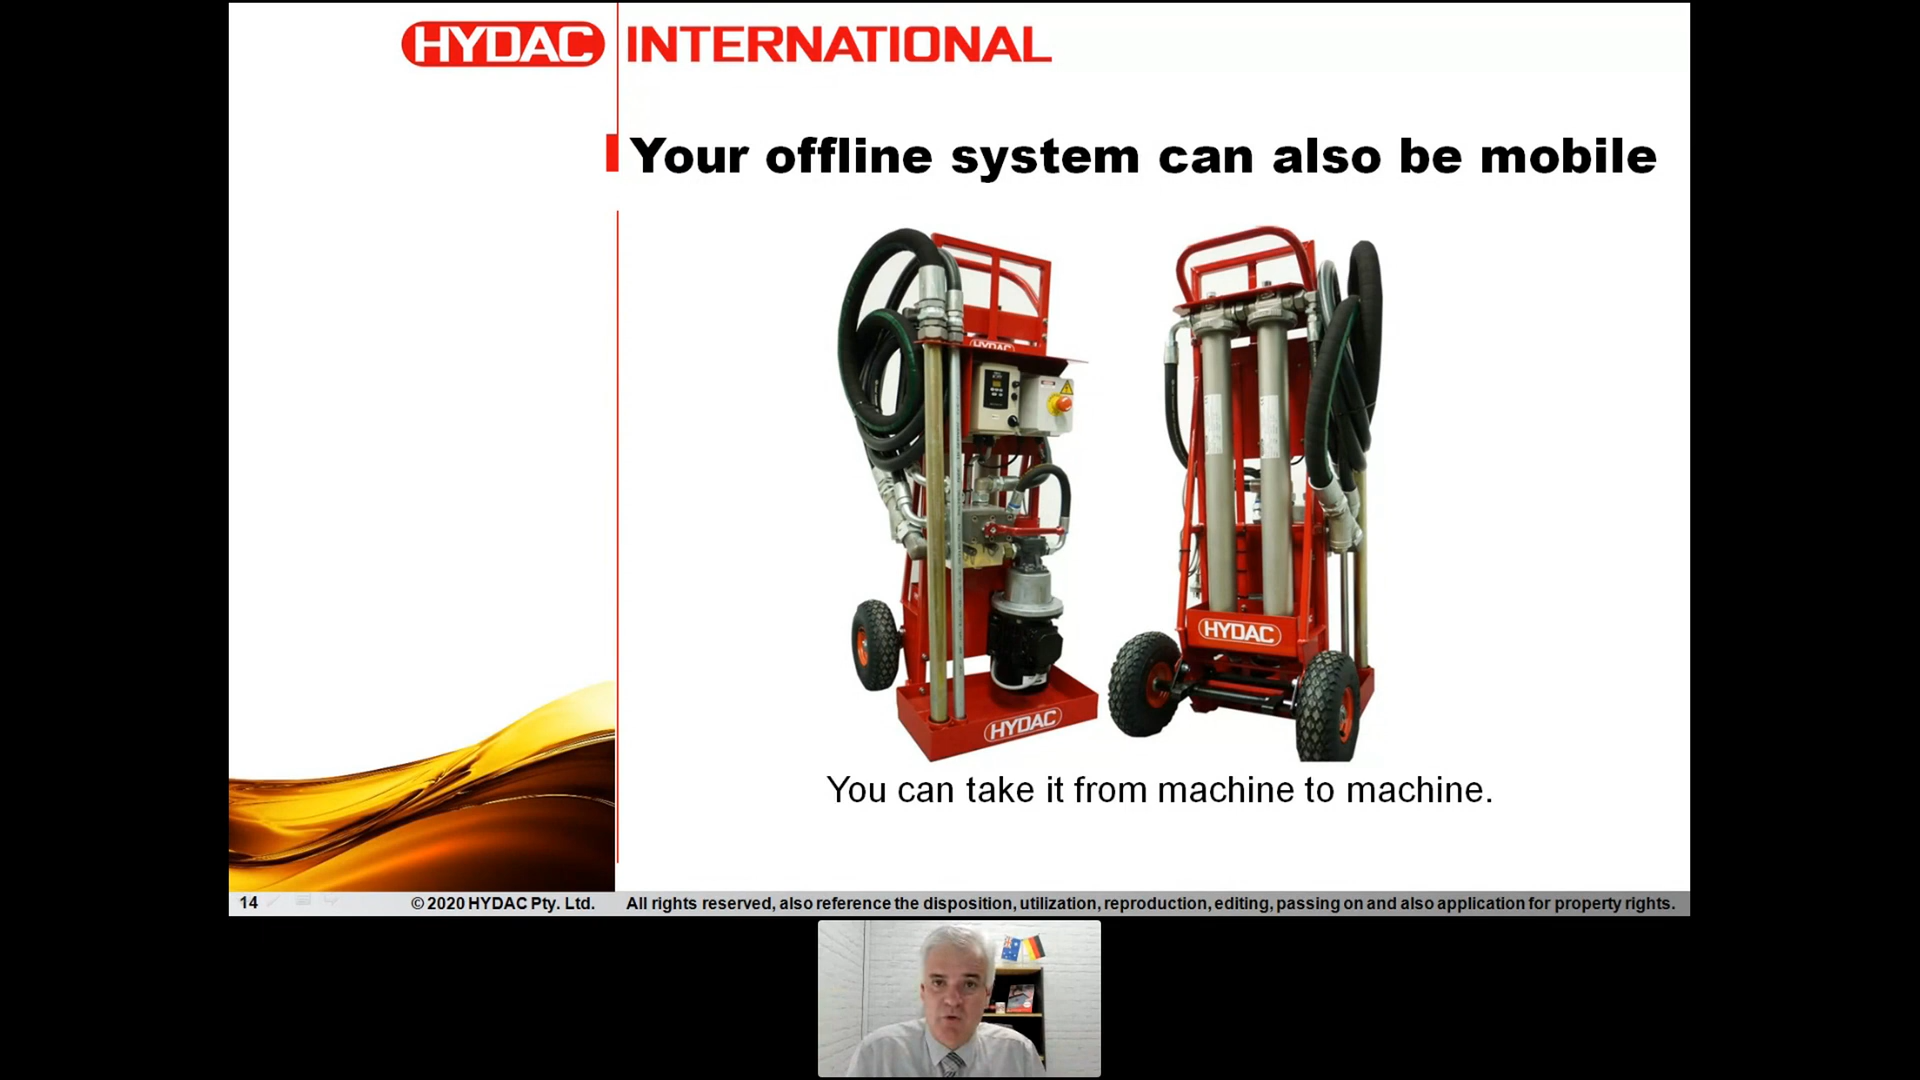 HYDAC INTERNATIONAL
Your offline system can also be mobile
HYDAC
HYDAC
HYDAC
You can take it from machine to machine.
14 © 2020 HYDAC Pty. Ltd. All rights reserved, also reference the disposition, utilization, reproduction, editing, passing on and also application for property rights.